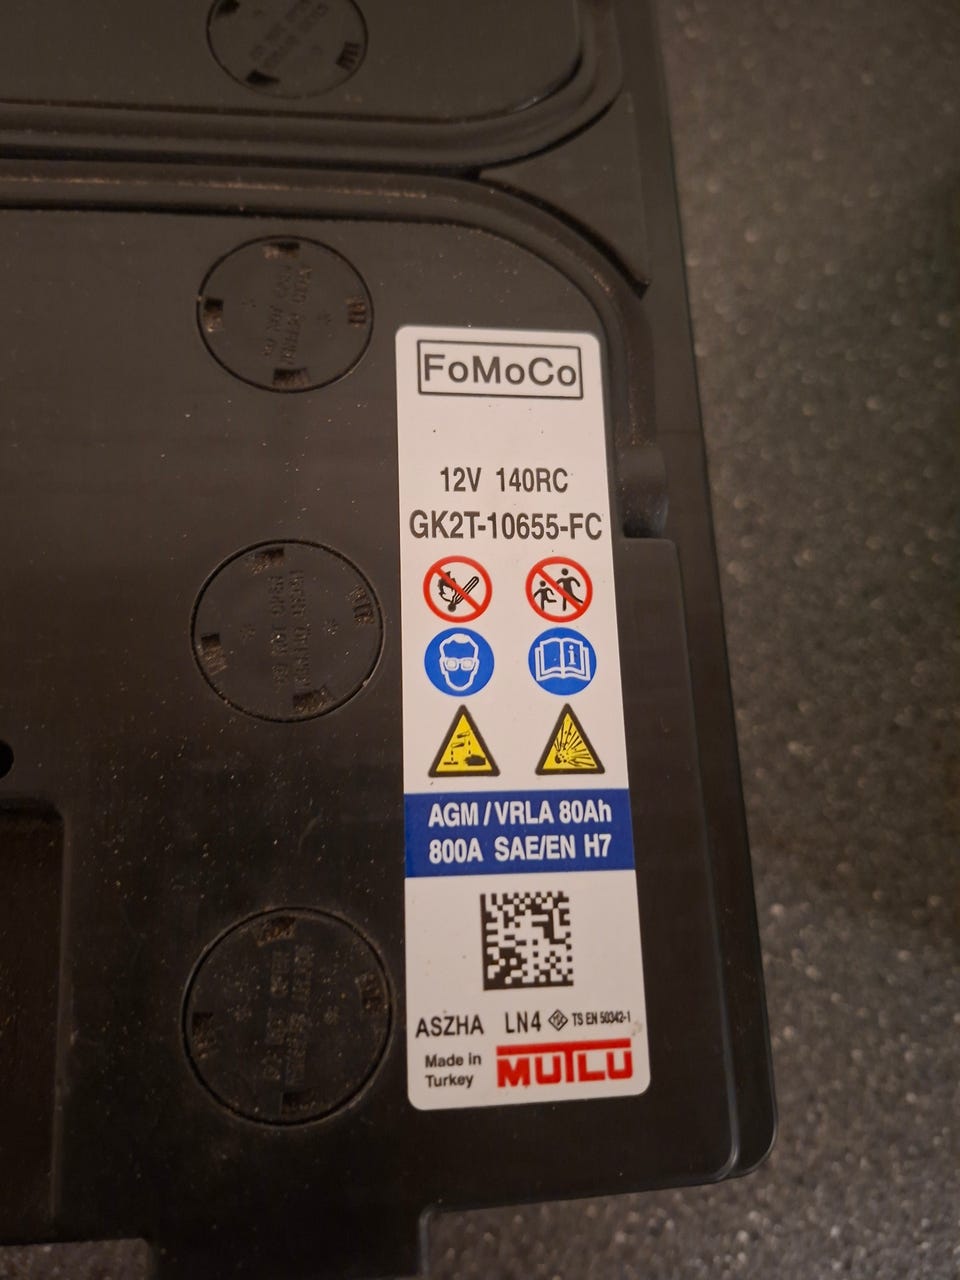 FoMoCo
12V 140RC
GK2T-10655-FC
AGM / VRLA 80Ah
800A SAE/EN H7
ASZHA LN4 TS EN 50342-1
Made in
Turkey
MUTLU